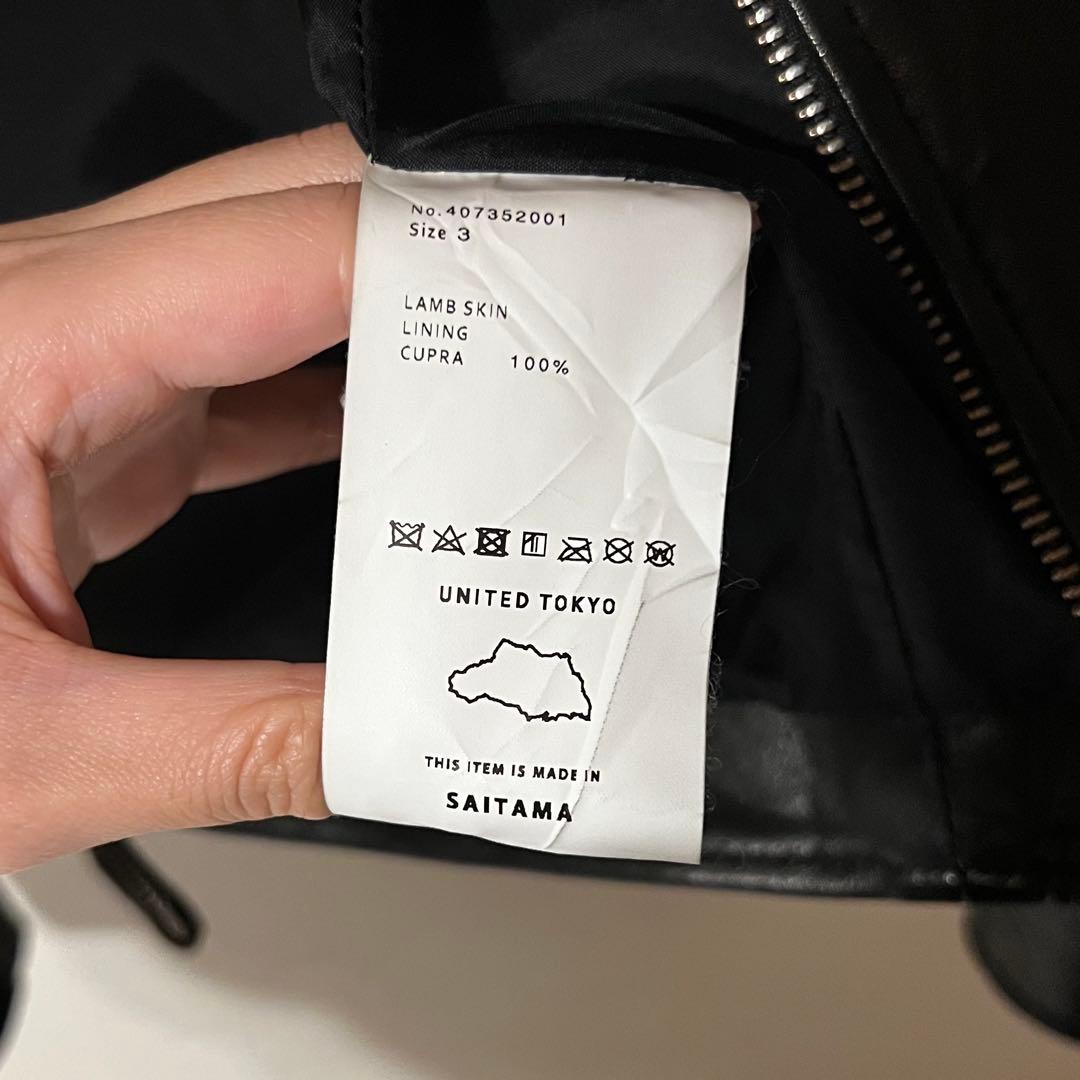 No.407352001
Size 3
LAMB SKIN
LINING
CUPRA 100%
UNITED TOKYO
THIS ITEM IS MADE IN
SAITAMA